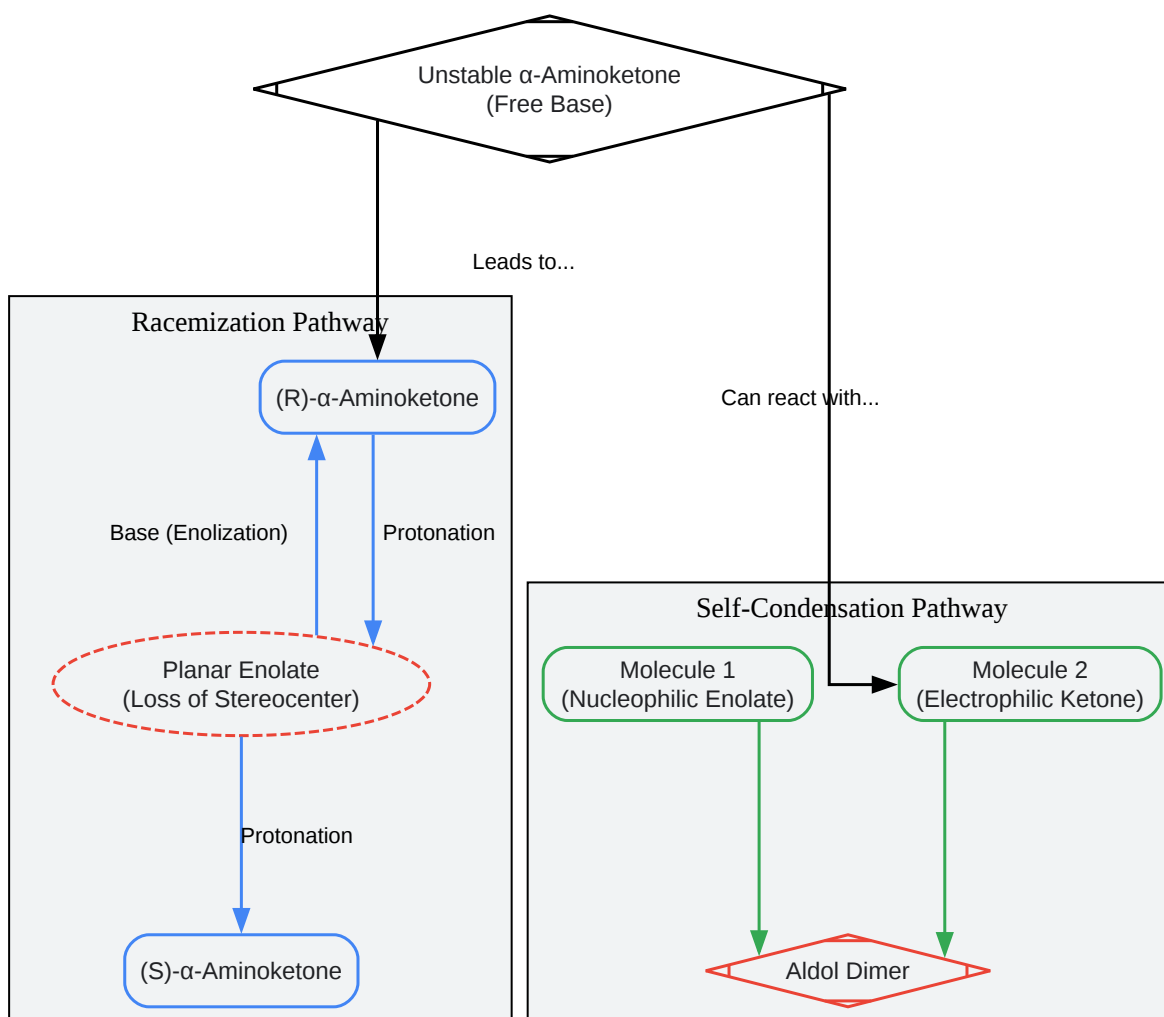 Unstable α-Aminoketone
(Free Base)
Leads to...
Racemization Pathway
(R)-α-Aminoketone
Can react with...
Base (Enolization)
Protonation
Self-Condensation Pathway
Planar Enolate
(Loss of Stereocenter)
Molecule 1
(Nucleophilic Enolate)
Molecule 2
(Electrophilic Ketone)
Protonation
(S)-α-Aminoketone
Aldol Dimer